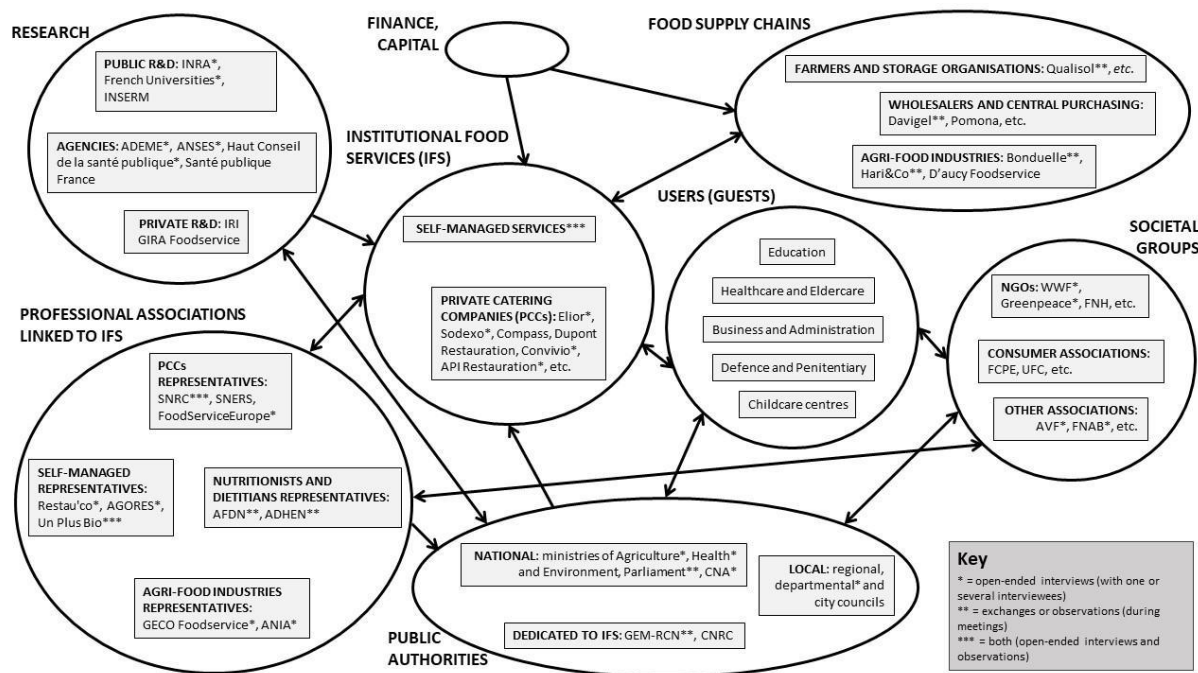 RESEARCH
PUBLIC R&D: INRA*,
French Universities*,
INSERM
AGENCIES: ADEME*, ANSES*, Haut Conseil
de la santé publique*, Santé publique
France
PRIVATE R&D: IRI
GIRA Foodservice
FINANCE,
CAPITAL
FOOD SUPPLY CHAINS
FARMERS AND STORAGE ORGANISATIONS: Qualisol**, etc.
WHOLESALERS AND CENTRAL PURCHASING:
Davigel**, Pomona, etc.
AGRI-FOOD INDUSTRIES: Bonduelle**,
Hari&Co**, D'aucy Foodservice
INSTITUTIONAL FOOD
SERVICES (IFS)
SELF-MANAGED SERVICES***
PRIVATE CATERING
COMPANIES (PCCs): Elior*,
Sodexo*, Compass, Dupont
Restauration, Convivio*,
API Restauration*, etc.
USERS (GUESTS)
Education
Healthcare and Eldercare
Business and Administration
Defence and Penitentiary
Childcare centres
SOCIETAL
GROUPS
NGOs: WWF*,
Greenpeace*, FNH, etc.
CONSUMER ASSOCIATIONS:
FCPE, UFC, etc.
OTHER ASSOCIATIONS:
AVF*, FNAB*, etc.
PROFESSIONAL ASSOCIATIONS
LINKED TO IFS
PCCs
REPRESENTATIVES:
SNRC***, SNERS,
FoodServiceEurope*
SELF-MANAGED
REPRESENTATIVES:
Restau'co*, AGORES*,
Un Plus Bio***
NUTRITIONISTS AND
DIETITIANS REPRESENTATIVES:
AFDN**, ADHEN**
AGRI-FOOD INDUSTRIES
REPRESENTATIVES:
GECO Foodservice*, ANIA*
PUBLIC
AUTHORITIES
NATIONAL: ministries of Agriculture*, Health*
and Environment, Parliament**, CNA*
LOCAL: regional,
departmental* and
city councils
DEDICATED TO IFS: GEM-RCN**, CNRC
Key
* = open-ended interviews (with one or
several interviewees)
** = exchanges or observations (during
meetings)
*** = both (open-ended interviews and
observations)